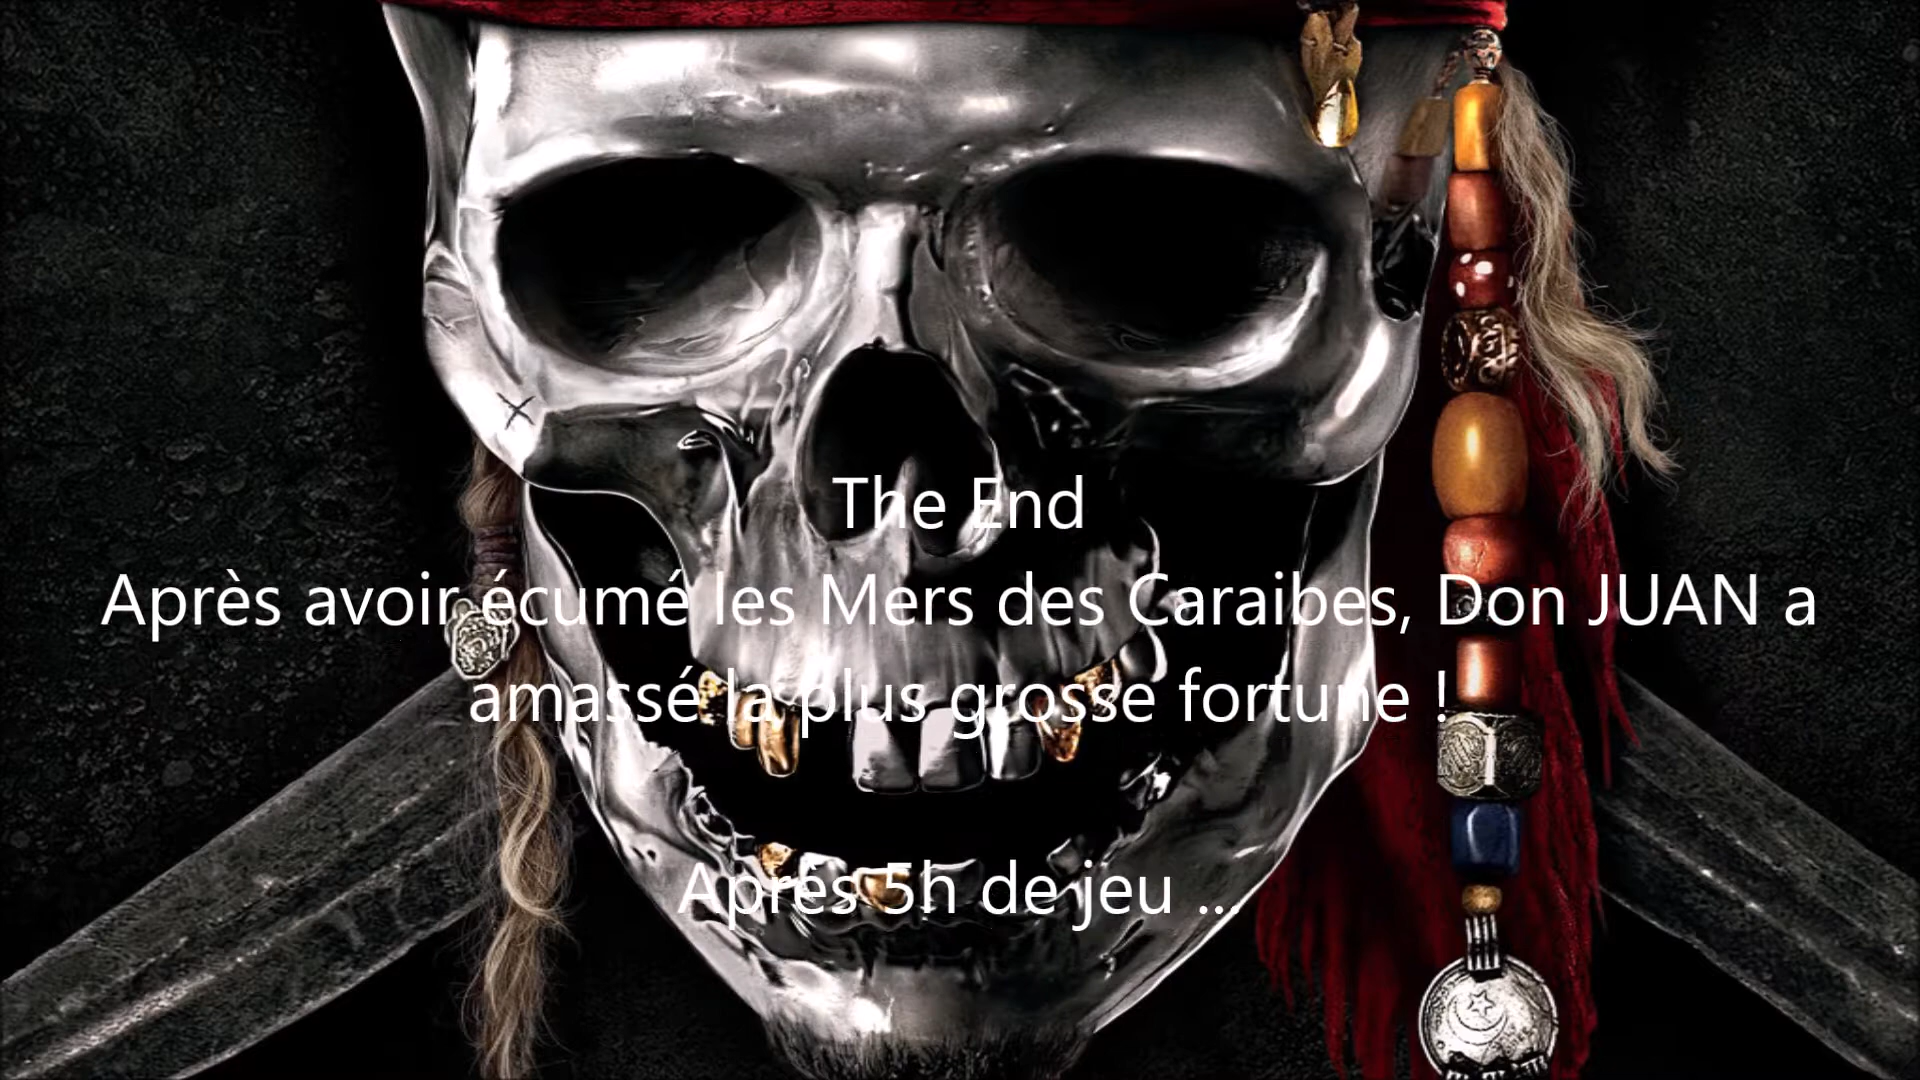 The End
Après avoir écumé les Mers des Caraibes, Don JUAN a
amassé la plus grosse fortune !
Après 5h de jeu ...